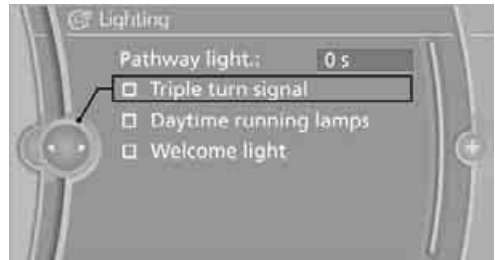 Lighting
Pathway light.: 0 s
Triple turn signal
Daytime running lamps
Welcome light